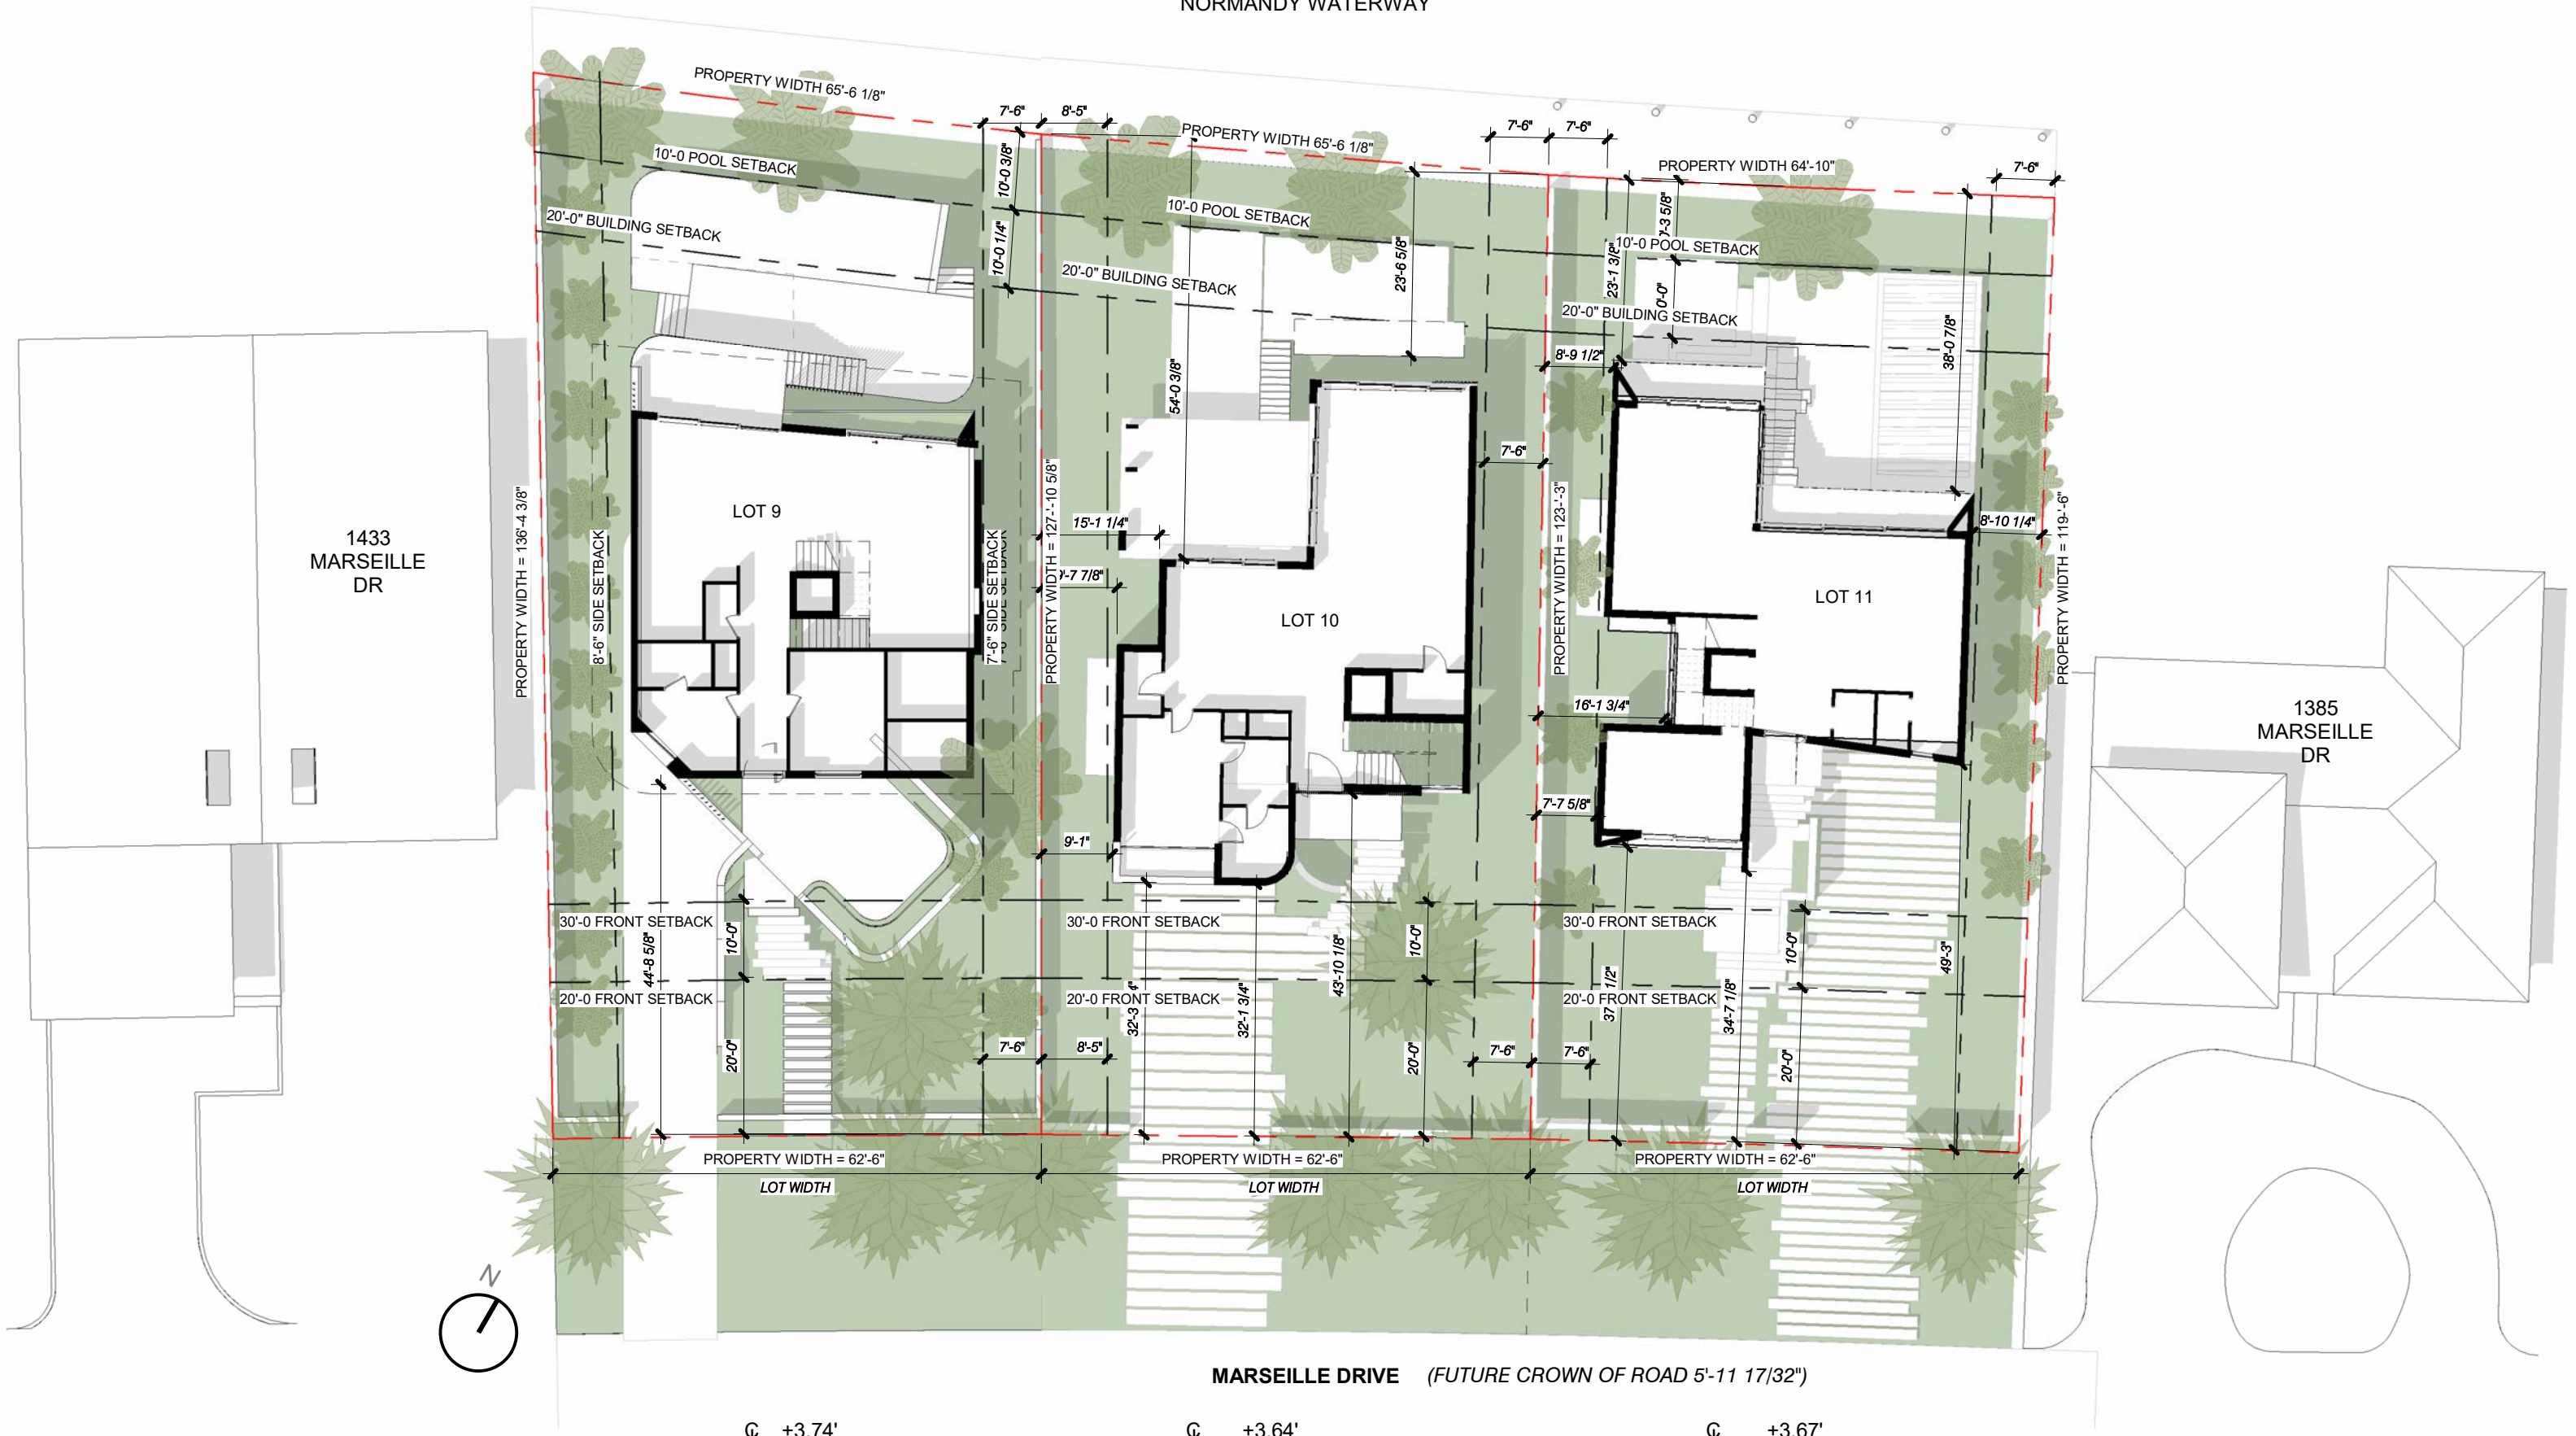 NORMANDY WATERWAY
PROPERTY WIDTH 65'-6 1/8"
7'-6"
8'-5"
PROPERTY WIDTH 65'-6 1/8"
7'-6"
7'-6"
PROPERTY WIDTH 64'-10"
7'-6"
10'-0 POOL SETBACK
10'-0 3/8"
10'-0 POOL SETBACK
10'-0 POOL SETBACK
20'-0" BUILDING SETBACK
10'-0 1/4"
20'-0" BUILDING SETBACK
23'-6 5/8"
23'-1 3/8"
20'-0" BUILDING SETBACK
38'-0 7/8"
54'-0 3/8"
8'-9 1/2"
7'-6"
LOT 9
15'-1 1/4"
8'-10 1/4"
1433
MARSEILLE
DR
PROPERTY WIDTH = 136'-4 3/8"
8'-6" SIDE SETBACK
7'-6" SIDE SETBACK
PROPERTY WIDTH = 127'-'-10 5/8"
LOT 10
PROPERTY WIDTH = 123'-'-3"
LOT 11
PROPERTY WIDTH = 119'-'-6"
16'-1 3/4"
1385
MARSEILLE
DR
7'-7 5/8"
9'-1"
30'-0 FRONT SETBACK
30'-0 FRONT SETBACK
30'-0 FRONT SETBACK
44'-8 5/8"
10'-0"
43'-10 1/8"
10'-0"
10'-0"
49'-3"
20'-0 FRONT SETBACK
20'-0 FRONT SETBACK
20'-0 FRONT SETBACK
32'-1 3/4"
34'-7 1/8"
20'-0"
7'-6"
8'-5"
20'-0"
7'-6"
7'-6"
20'-0"
PROPERTY WIDTH = 62'-6"
PROPERTY WIDTH = 62'-6"
PROPERTY WIDTH = 62'-6"
LOT WIDTH
LOT WIDTH
LOT WIDTH
N
MARSEILLE DRIVE (FUTURE CROWN OF ROAD 5'-11 17/32")
℄ +3.74'
℄ +3.64'
℄ +3.67'